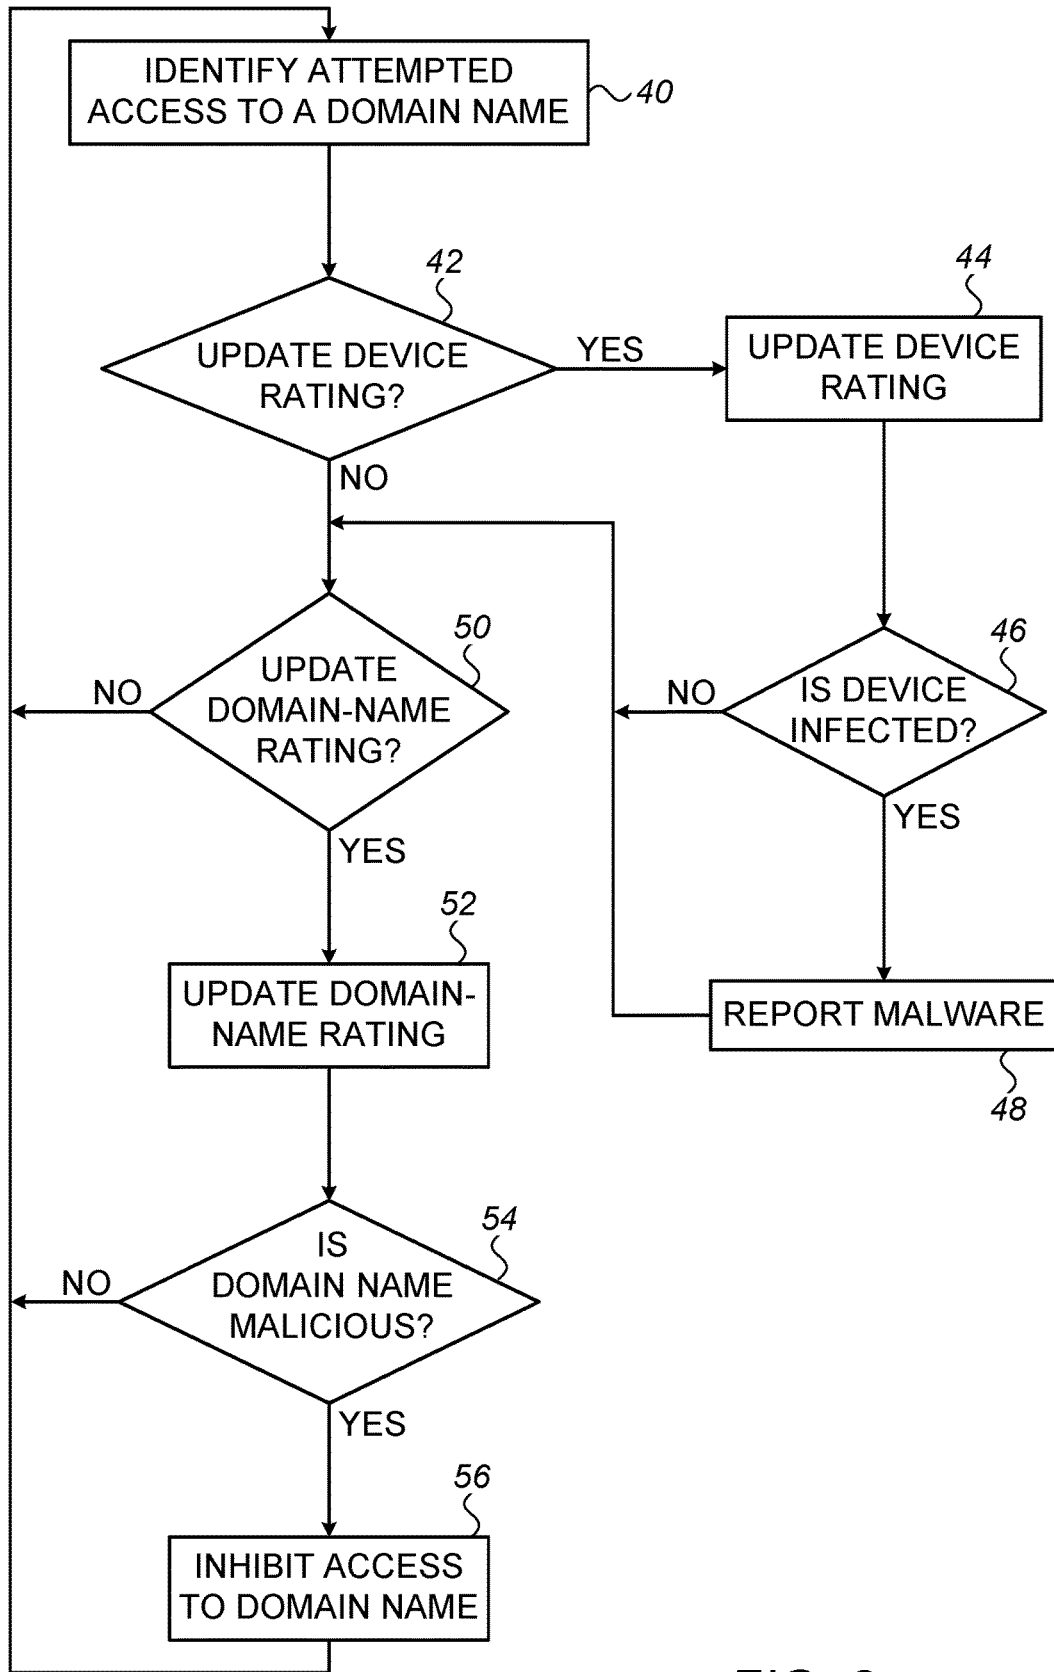 IDENTIFY ATTEMPTED
ACCESS TO A DOMAIN NAME
40
42
UPDATE DEVICE
RATING?
YES
NO
44
UPDATE DEVICE
RATING
46
IS DEVICE
INFECTED?
NO
YES
REPORT MALWARE
48
50
UPDATE
DOMAIN-NAME
RATING?
NO
YES
52
UPDATE DOMAIN-
NAME RATING
54
IS
DOMAIN NAME
MALICIOUS?
NO
YES
56
INHIBIT ACCESS
TO DOMAIN NAME